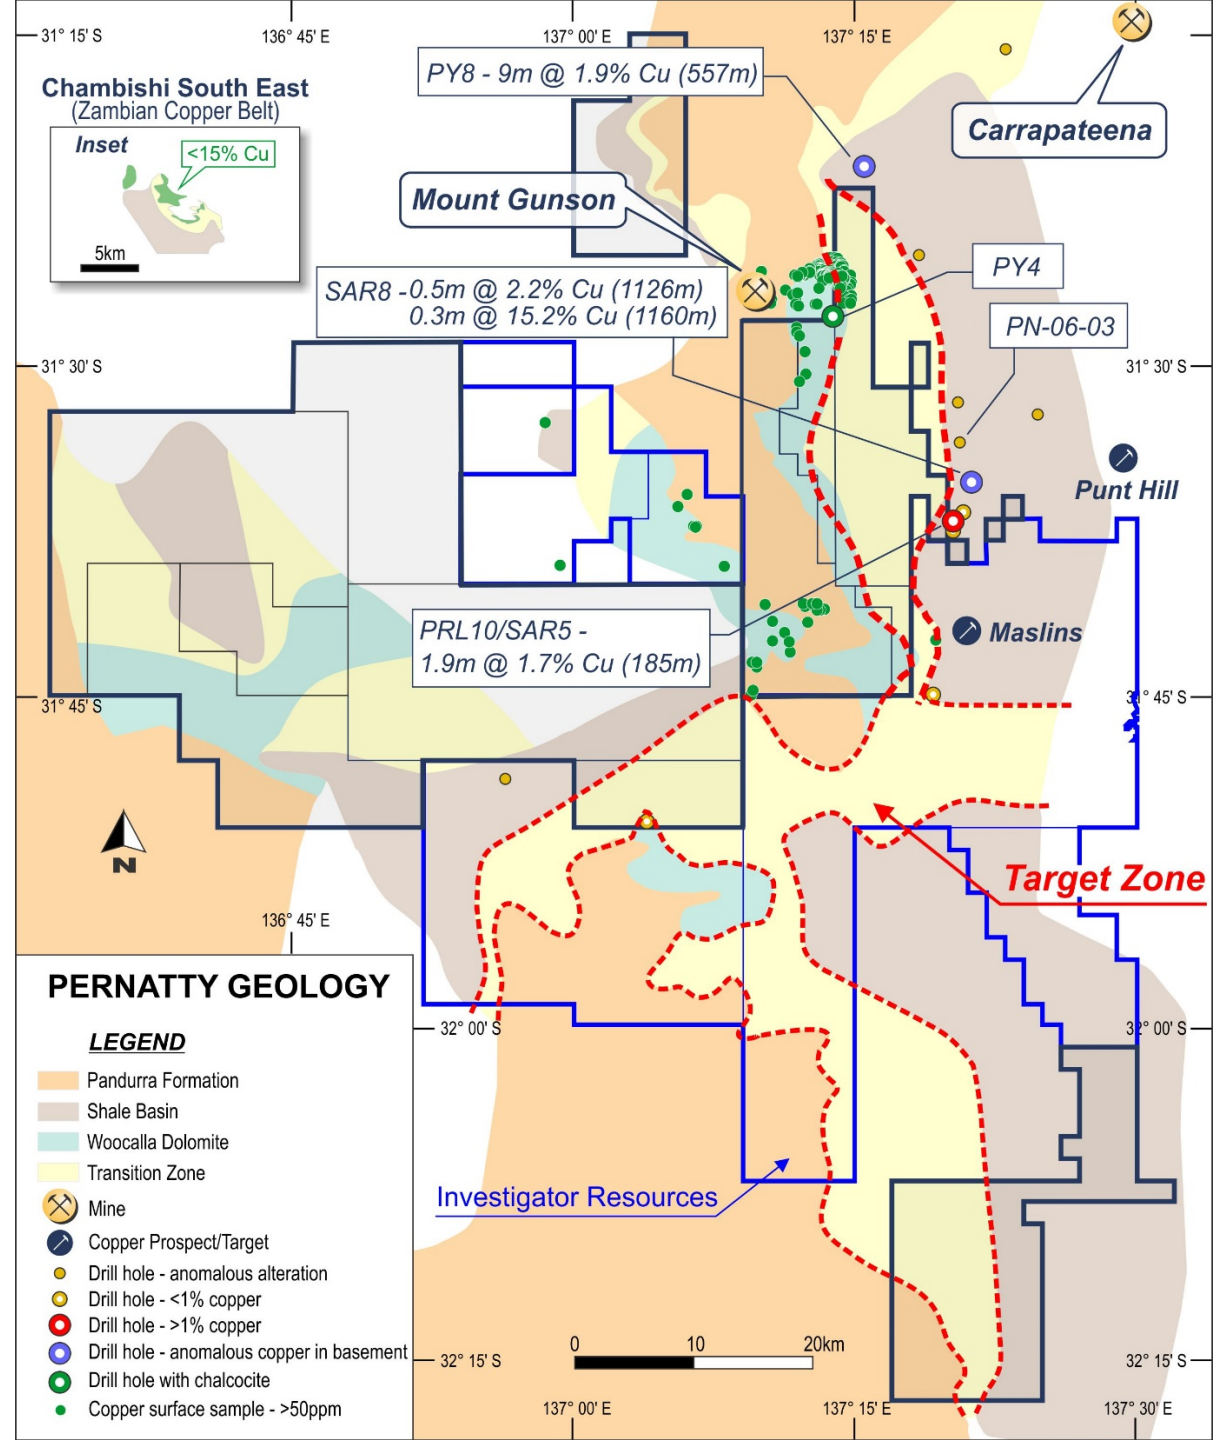 31° 15' S
136° 45' E
137° 00' E
137° 15' E
Chambishi South East
(Zambian Copper Belt)
Inset
<15% Cu
5km
PY8 - 9m @ 1.9% Cu (557m)
Carrapateena
Mount Gunson
SAR8 -0.5m @ 2.2% Cu (1126m)
0.3m @ 15.2% Cu (1160m)
PY4
PN-06-03
31° 30' S
31° 30' S
Punt Hill
PRL10/SAR5 -
1.9m @ 1.7% Cu (185m)
Maslins
31° 45' S
31° 45' S
N
Target Zone
136° 45' E
PERNATTY GEOLOGY
LEGEND
Pandurra Formation
Shale Basin
Woocalla Dolomite
Transition Zone
Mine
Copper Prospect/Target
Drill hole - anomalous alteration
Drill hole - <1% copper
Drill hole - >1% copper
Drill hole - anomalous copper in basement
Drill hole with chalcocite
Copper surface sample - >50ppm
32° 00' S
32° 00' S
Investigator Resources
0 10 20km
32° 15' S
32° 15' S
137° 00' E
137° 15' E
137° 30' E